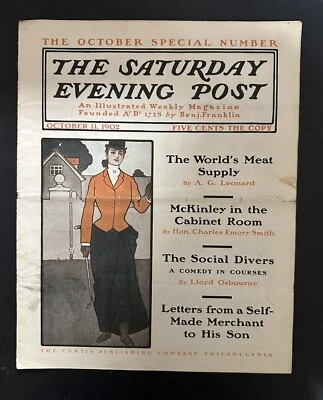 THE OCTOBER SPECIAL NUMBER
THE SATURDAY
EVENING POST
An Illustrated Weekly Magazine
Founded A.D. 1728 by Benj. Franklin
OCTOBER 11, 1902
FIVE CENTS THE COPY
The World's Meat
Supply
By A. G. Leonard
McKinley in the
Cabinet Room
By Hon. Charles Emory Smith
The Social Divers
A COMEDY IN COURSES
By Lloyd Osbourne
Letters from a Self-
Made Merchant
to His Son
THE CURTIS PUBLISHING COMPANY, PHILADELPHIA